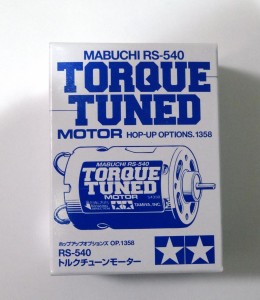 MABUCHI RS-540
TORQUE
TUNED
MOTOR HOP-UP OPTIONS.1358
MABUCHI RS-540
TORQUE
TUNED
MOTOR
TAMIYA, INC.
ホップアップオプションズ OP.1358
RS-540
トルクチューンモーター